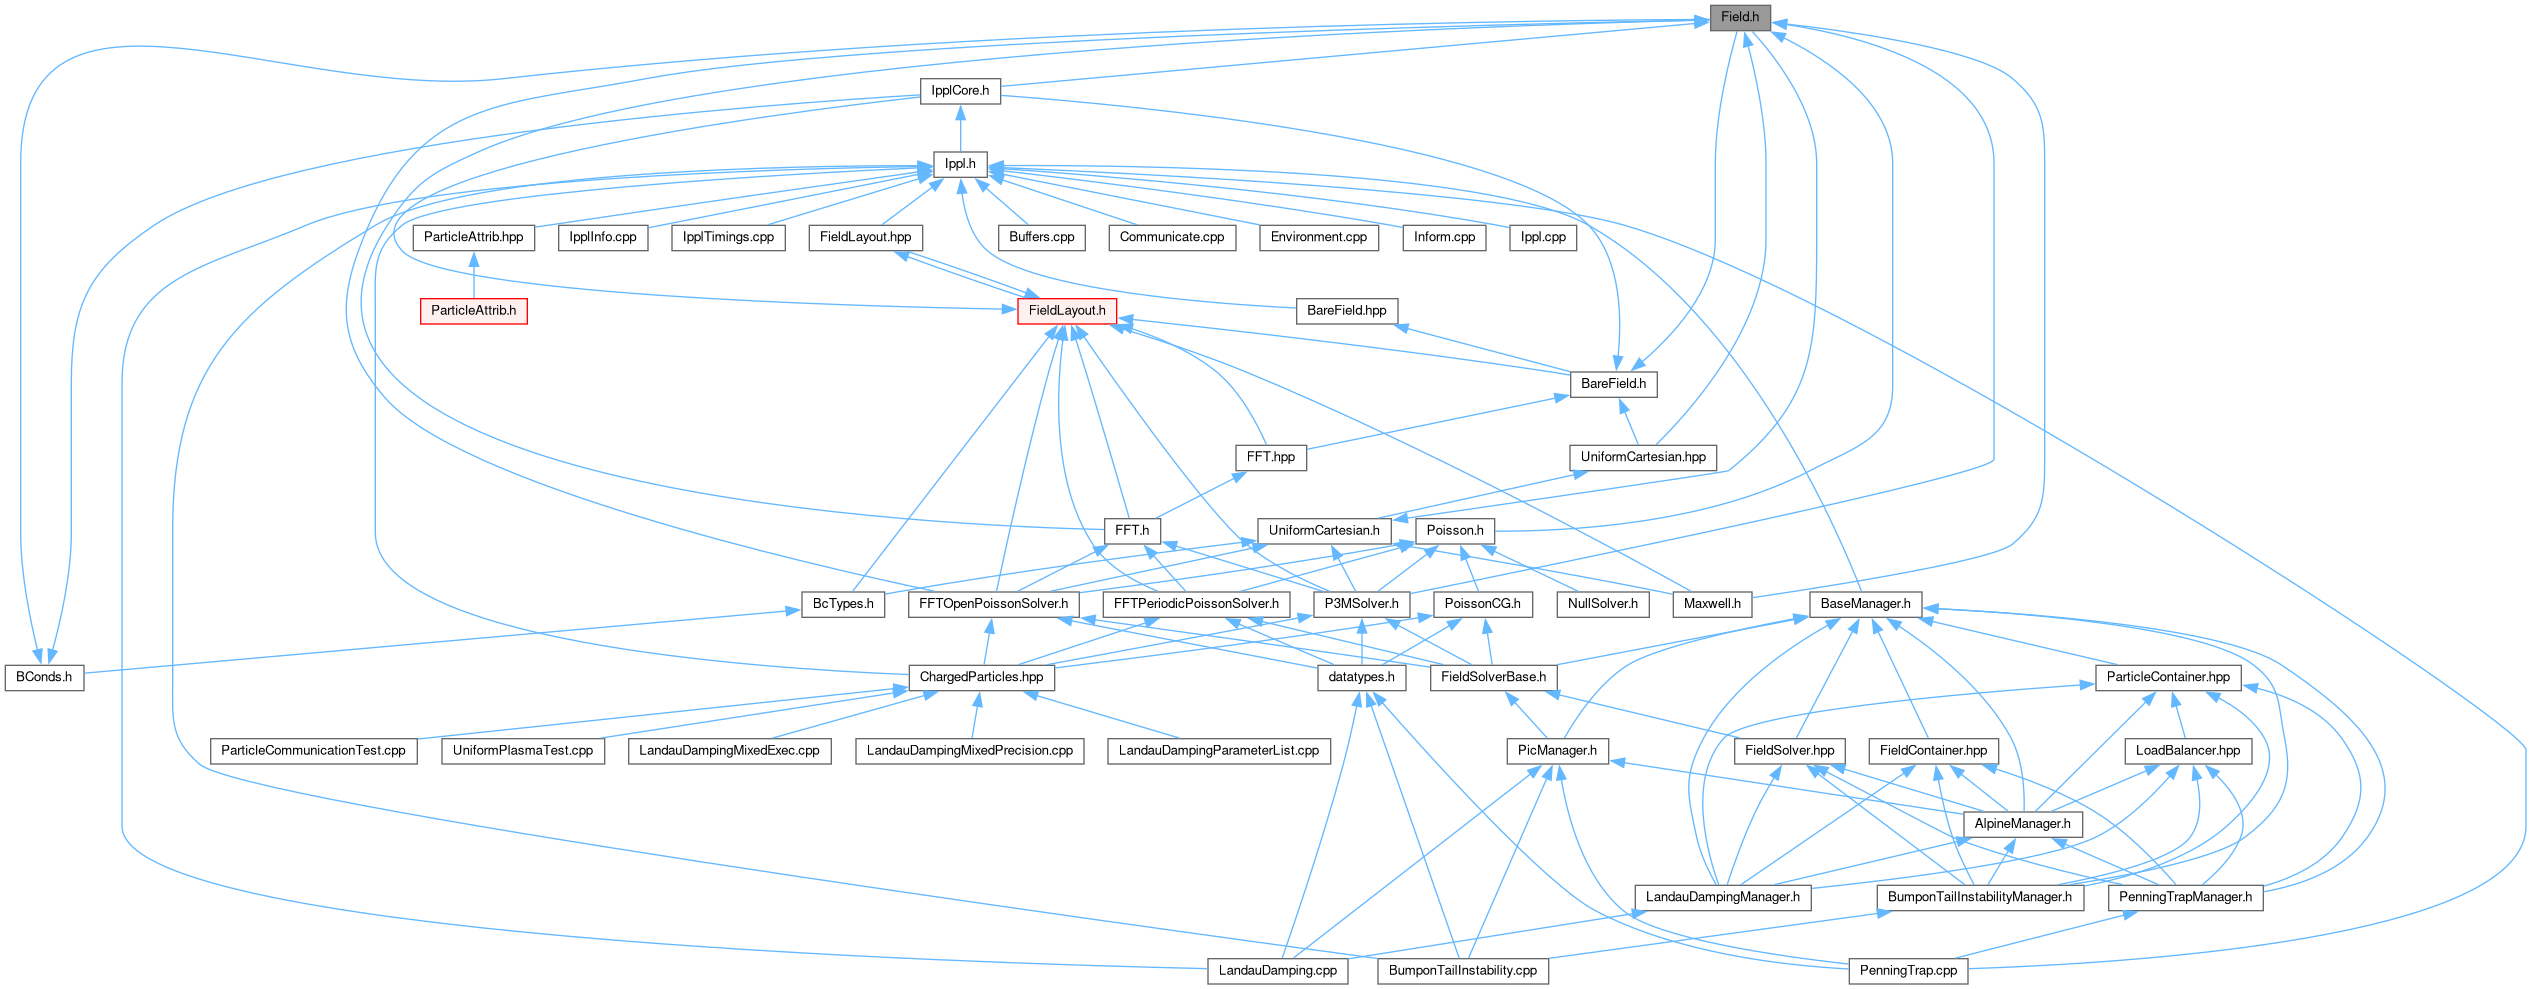 Field.h
IpplCore.h
Ippl.h
ParticleAttrib.hpp
IpplInfo.cpp
IpplTimings.cpp
FieldLayout.hpp
Buffers.cpp
Communicate.cpp
Environment.cpp
Inform.cpp
Ippl.cpp
ParticleAttrib.h
FieldLayout.h
BareField.hpp
BareField.h
FFT.hpp
UniformCartesian.hpp
FFT.h
UniformCartesian.h
Poisson.h
BcTypes.h
FFTOpenPoissonSolver.h
FFTPeriodicPoissonSolver.h
P3MSolver.h
PoissonCG.h
NullSolver.h
Maxwell.h
BaseManager.h
BConds.h
ChargedParticles.hpp
datatypes.h
FieldSolverBase.h
ParticleContainer.hpp
ParticleCommunicationTest.cpp
UniformPlasmaTest.cpp
LandauDampingMixedExec.cpp
LandauDampingMixedPrecision.cpp
LandauDampingParameterList.cpp
PicManager.h
FieldSolver.hpp
FieldContainer.hpp
LoadBalancer.hpp
AlpineManager.h
LandauDampingManager.h
BumponTailInstabilityManager.h
PenningTrapManager.h
LandauDamping.cpp
BumponTailInstability.cpp
PenningTrap.cpp